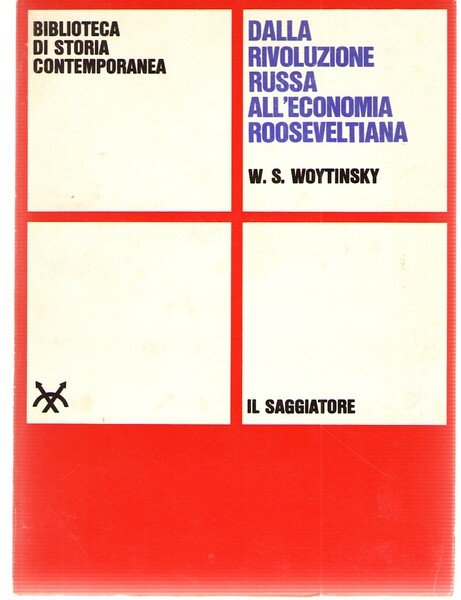 BIBLIOTECA
DI STORIA
CONTEMPORANEA
DALLA
RIVOLUZIONE
RUSSA
ALL'ECONOMIA
ROOSEVELTIANA
W. S. WOYTINSKY
IL SAGGIATORE